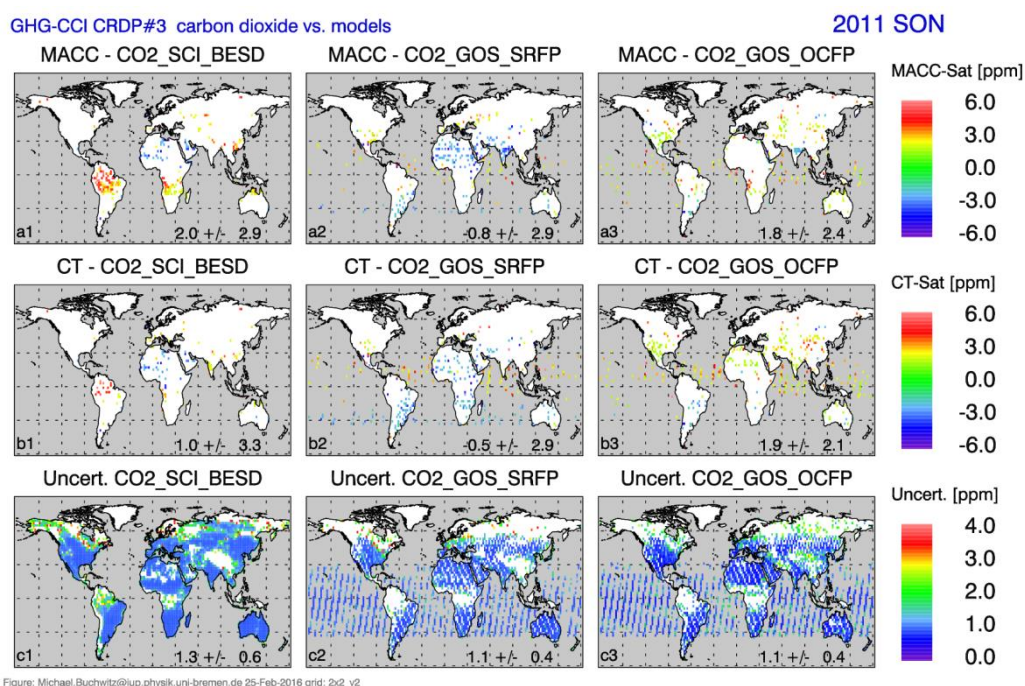 GHG-CCI CRDP#3 carbon dioxide vs. models
2011 SON
MACC - CO2_SCI_BESD
MACC - CO2_GOS_SRFP
MACC - CO2_GOS_OCFP
MACC-Sat [ppm]
6.0
3.0
0.0
-3.0
-6.0
a1
2.0 +/- 2.9
a2
-0.8 +/- 2.9
a3
1.8 +/- 2.4
CT - CO2_SCI_BESD
CT - CO2_GOS_SRFP
CT - CO2_GOS_OCFP
CT-Sat [ppm]
6.0
3.0
0.0
-3.0
-6.0
b1
1.0 +/- 3.3
b2
-0.5 +/- 2.9
b3
1.9 +/- 2.1
Uncert. CO2_SCI_BESD
Uncert. CO2_GOS_SRFP
Uncert. CO2_GOS_OCFP
Uncert. [ppm]
4.0
3.0
2.0
1.0
0.0
c1
1.3 +/- 0.6
c2
1.1 +/- 0.4
c3
1.1 +/- 0.4
Figure: Michael.Buchwitz@iup.physik.uni-bremen.de 25-Feb-2016 grid: 2x2_v2